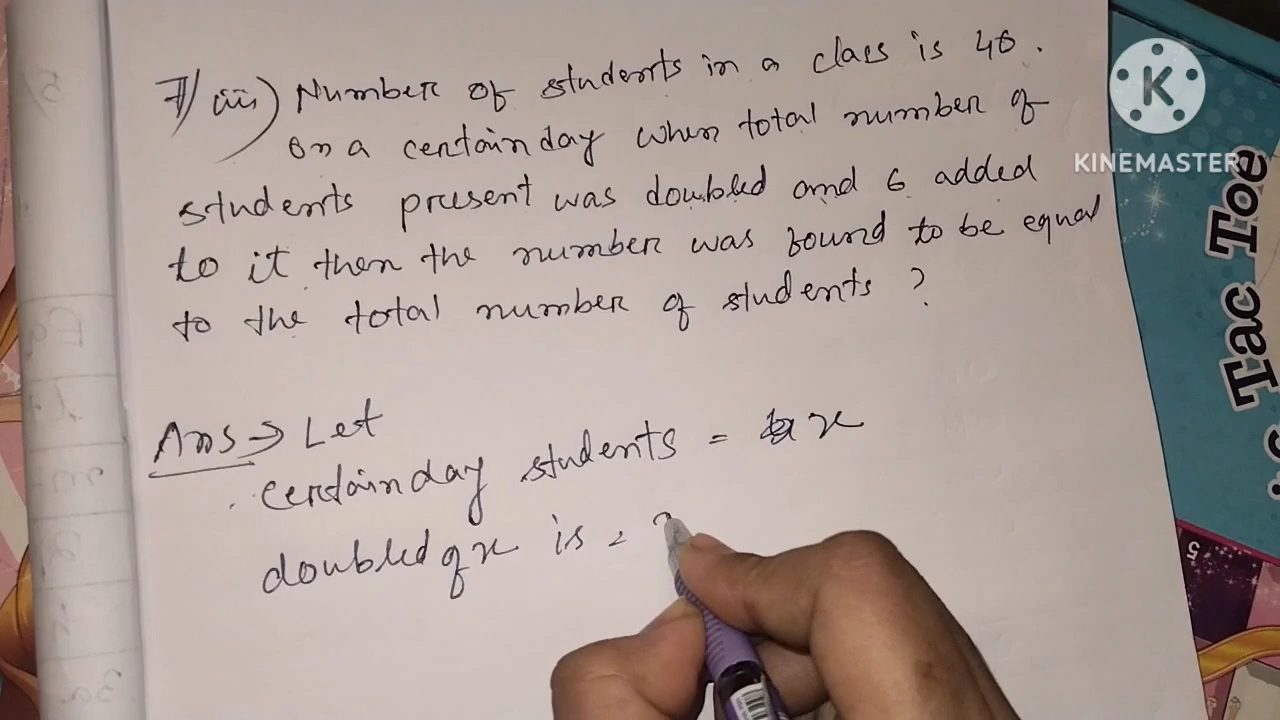 7/ iii) Number of students in a class is 40.
on a certain day when total number of
students present was doubled and 6 added
to it then the number was found to be equal
to the total number of students ?
Ans → Let
certain day students = x
doubled of x is =
K
KINEMASTER
Tac Toe
5